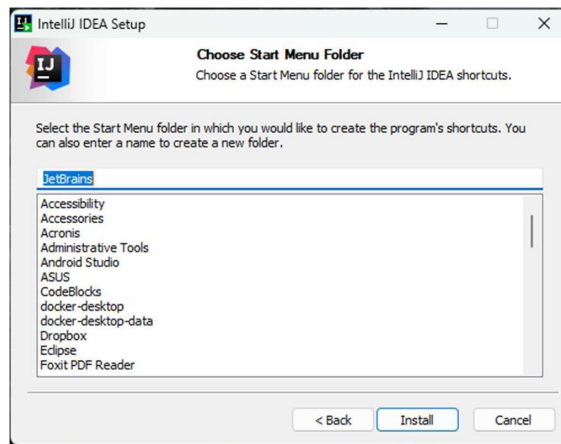 IntelliJ IDEA Setup
IJ
Choose Start Menu Folder
Choose a Start Menu folder for the IntelliJ IDEA shortcuts.
Select the Start Menu folder in which you would like to create the program's shortcuts. You
can also enter a name to create a new folder.
JetBrains
Accessibility
Accessories
Acronis
Administrative Tools
Android Studio
ASUS
CodeBlocks
docker-desktop
docker-desktop-data
Dropbox
Eclipse
Foxit PDF Reader
< Back
Install
Cancel